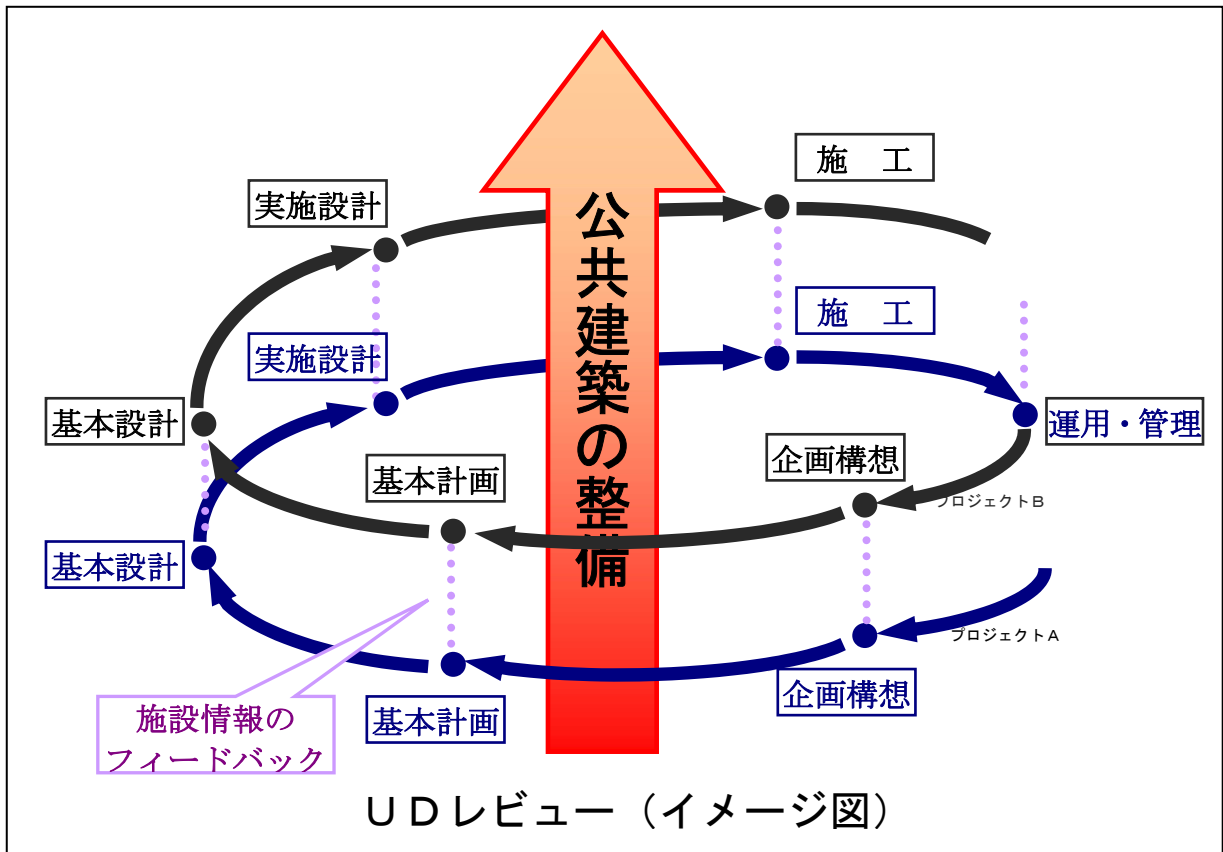 施　工
実施設計
施　工
実施設計
公共建築の整備
基本設計
運用・管理
企画構想
基本計画
プロジェクトB
基本設計
プロジェクトA
企画構想
基本計画
施設情報の
フィードバック
UDレビュー（イメージ図）